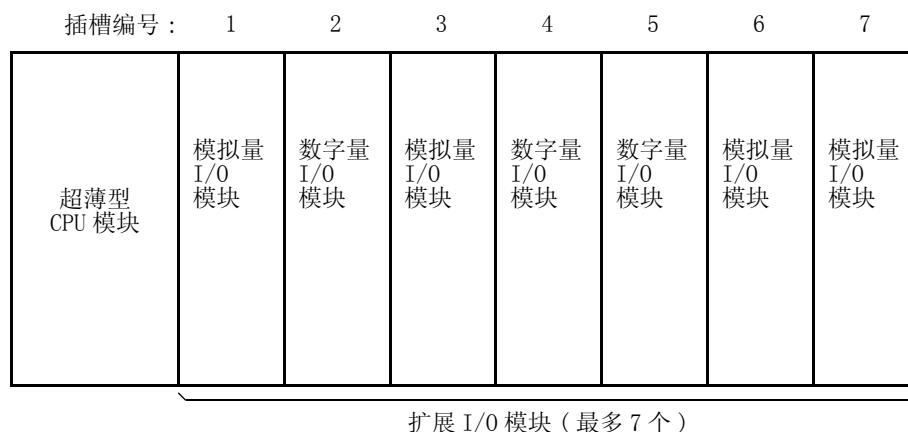 插槽编号: 1 2 3 4 5 6 7
超薄型
CPU 模块
模拟量
I/O
模块
数字量
I/O
模块
模拟量
I/O
模块
数字量
I/O
模块
数字量
I/O
模块
模拟量
I/O
模块
模拟量
I/O
模块
扩展 I/O 模块(最多 7 个)